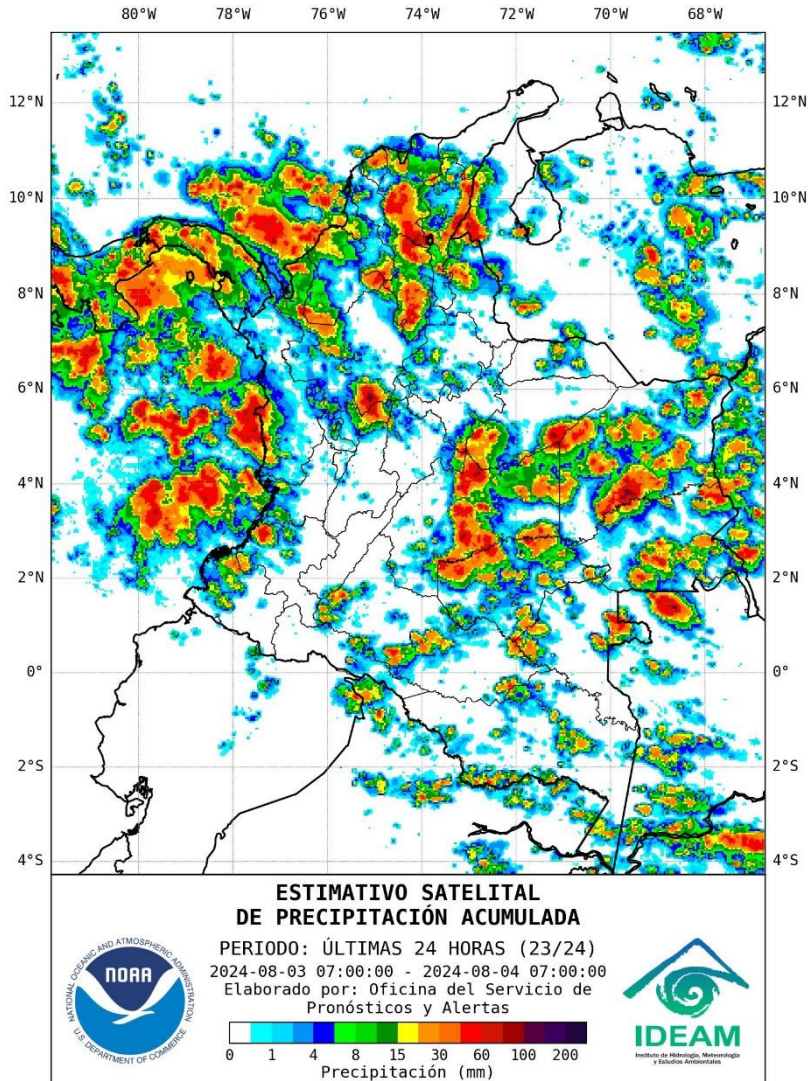 80°W 78°W 76°W 74°W 72°W 70°W 68°W
12°N 12°N
10°N 10°N
8°N 8°N
6°N 6°N
4°N 4°N
2°N 2°N
0° 0°
2°S 2°S
4°S 4°S
ESTIMATIVO SATELITAL
DE PRECIPITACIÓN ACUMULADA
PERIODO: ÚLTIMAS 24 HORAS (23/24)
2024-08-03 07:00:00 - 2024-08-04 07:00:00
Elaborado por: Oficina del Servicio de
Pronósticos y Alertas
0 1 4 8 15 30 60 100 200
Precipitación (mm)
NATIONAL OCEANIC AND ATMOSPHERIC ADMINISTRATION
NOAA
U.S. DEPARTMENT OF COMMERCE
IDEAM
Instituto de Hidrología, Meteorología
y Estudios Ambientales